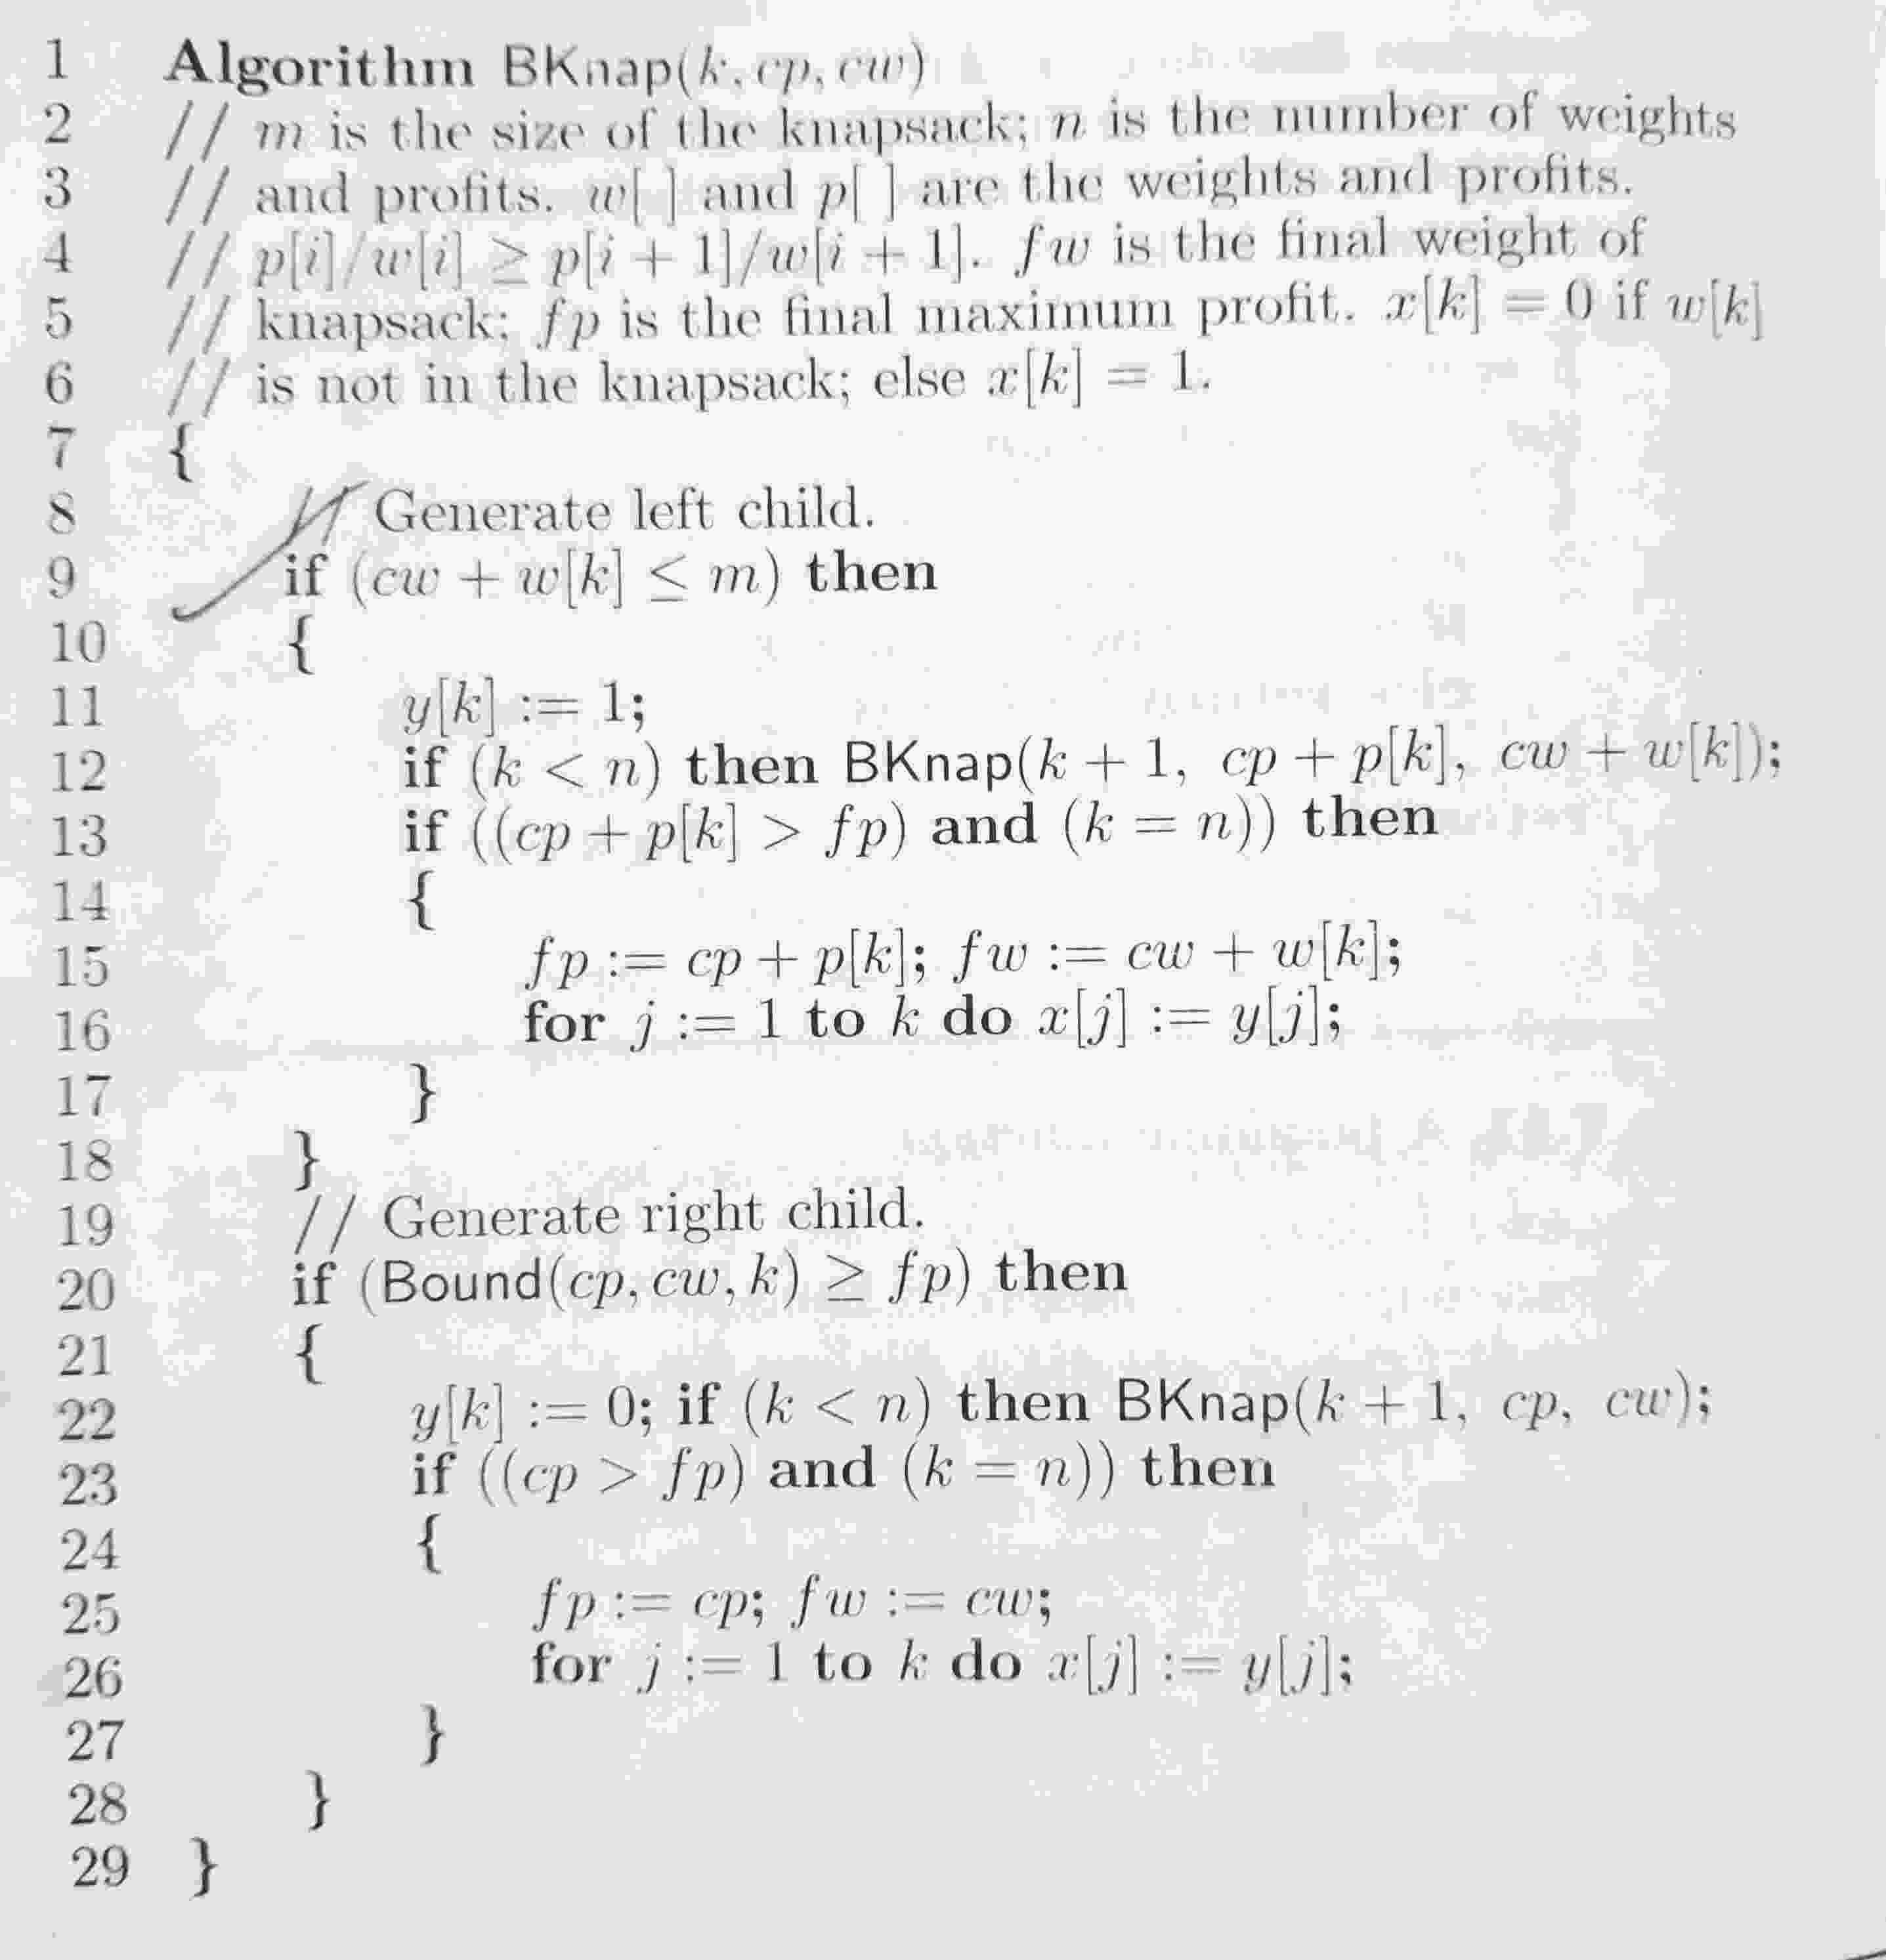 1 Algorithm BKnap(k, cp, cw)
2 // m is the size of the knapsack; n is the number of weights
3 // and profits. w[ ] and p[ ] are the weights and profits.
4 // p[i]/w[i] ≥ p[i + 1]/w[i + 1]. fw is the final weight of
5 // knapsack; fp is the final maximum profit. x[k] = 0 if w[k]
6 // is not in the knapsack; else x[k] = 1.
7 {
8 // Generate left child.
9 if (cw + w[k] ≤ m) then
10 {
11 y[k] := 1;
12 if (k < n) then BKnap(k + 1, cp + p[k], cw + w[k]);
13 if ((cp + p[k] > fp) and (k = n)) then
14 {
15 fp := cp + p[k]; fw := cw + w[k];
16 for j := 1 to k do x[j] := y[j];
17 }
18 }
19 // Generate right child.
20 if (Bound(cp, cw, k) ≥ fp) then
21 {
22 y[k] := 0; if (k < n) then BKnap(k + 1, cp, cw);
23 if ((cp > fp) and (k = n)) then
24 {
25 fp := cp; fw := cw;
26 for j := 1 to k do x[j] := y[j];
27 }
28 }
29 }